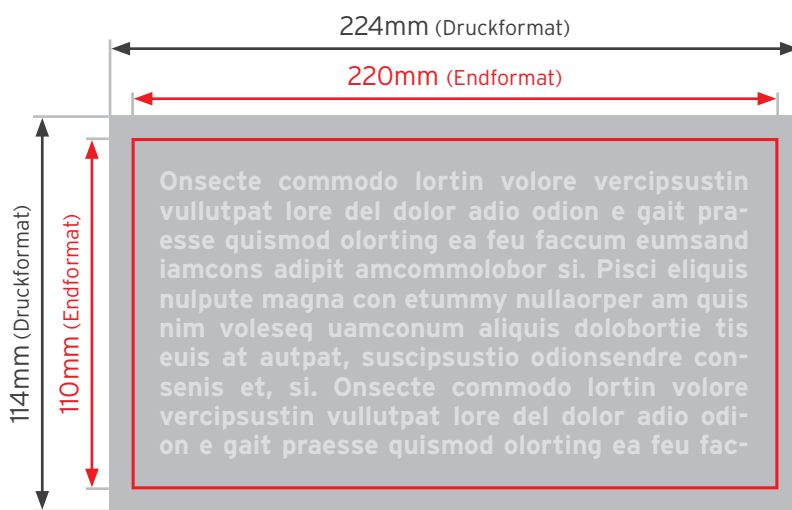 224mm (Druckformat)
220mm (Endformat)
114mm (Druckformat)
110mm (Endformat)
Onsecte commodo lortin volore vercipsustin
vullutpat lore del dolor adio odion e gait pra-
esse quismod olorting ea feu faccum eumsand
iamcons adipit amcommolobor si. Pisci eliquis
nulpute magna con etummy nullaorper am quis
nim voleseq uamconum aliquis dolobortie tis
euis at autpat, suscipsustio odionsendre con-
senis et, si. Onsecte commodo lortin volore
vercipsustin vullutpat lore del dolor adio odi-
on e gait praesse quismod olorting ea feu fac-